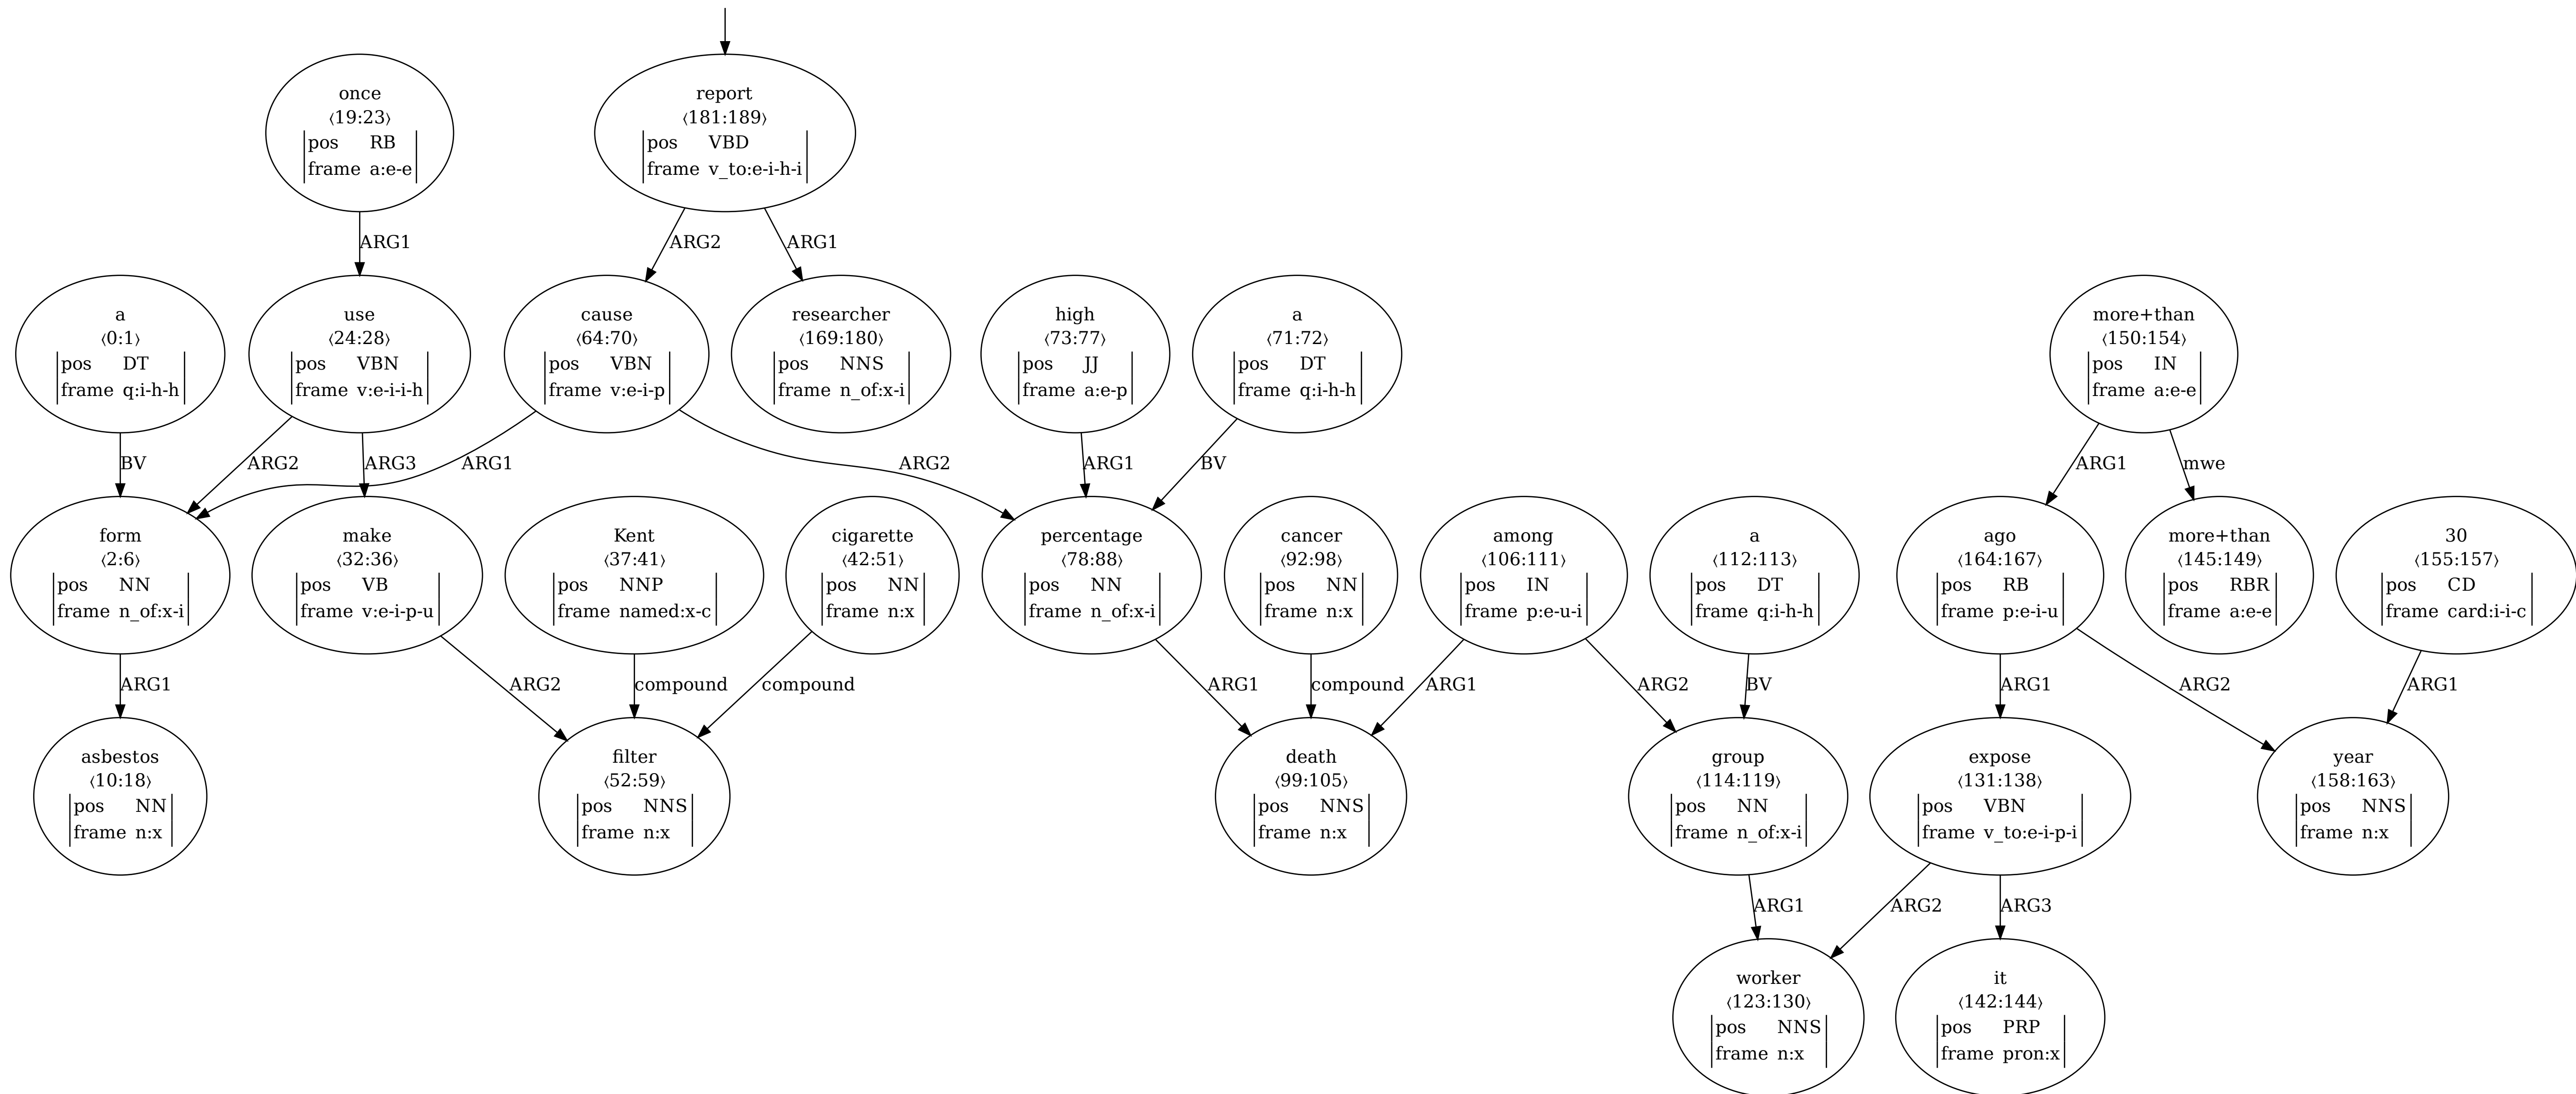 once
⟨19:23⟩
pos RB
frame a:e-e
report
⟨181:189⟩
pos VBD
frame v_to:e-i-h-i
ARG1
ARG2
ARG1
a
⟨0:1⟩
pos DT
frame q:i-h-h
use
⟨24:28⟩
pos VBN
frame v:e-i-i-h
cause
⟨64:70⟩
pos VBN
frame v:e-i-p
researcher
⟨169:180⟩
pos NNS
frame n_of:x-i
high
⟨73:77⟩
pos JJ
frame a:e-p
a
⟨71:72⟩
pos DT
frame q:i-h-h
more+than
⟨150:154⟩
pos IN
frame a:e-e
BV
ARG2
ARG3
ARG1
ARG2
ARG1
BV
ARG1
mwe
form
⟨2:6⟩
pos NN
frame n_of:x-i
make
⟨32:36⟩
pos VB
frame v:e-i-p-u
Kent
⟨37:41⟩
pos NNP
frame named:x-c
cigarette
⟨42:51⟩
pos NN
frame n:x
percentage
⟨78:88⟩
pos NN
frame n_of:x-i
cancer
⟨92:98⟩
pos NN
frame n:x
among
⟨106:111⟩
pos IN
frame p:e-u-i
a
⟨112:113⟩
pos DT
frame q:i-h-h
ago
⟨164:167⟩
pos RB
frame p:e-i-u
more+than
⟨145:149⟩
pos RBR
frame a:e-e
30
⟨155:157⟩
pos CD
frame card:i-i-c
ARG1
ARG2
compound
compound
ARG1
compound
ARG1
ARG2
BV
ARG1
ARG2
ARG1
asbestos
⟨10:18⟩
pos NN
frame n:x
filter
⟨52:59⟩
pos NNS
frame n:x
death
⟨99:105⟩
pos NNS
frame n:x
group
⟨114:119⟩
pos NN
frame n_of:x-i
expose
⟨131:138⟩
pos VBN
frame v_to:e-i-p-i
year
⟨158:163⟩
pos NNS
frame n:x
ARG1
ARG2
ARG3
worker
⟨123:130⟩
pos NNS
frame n:x
it
⟨142:144⟩
pos PRP
frame pron:x